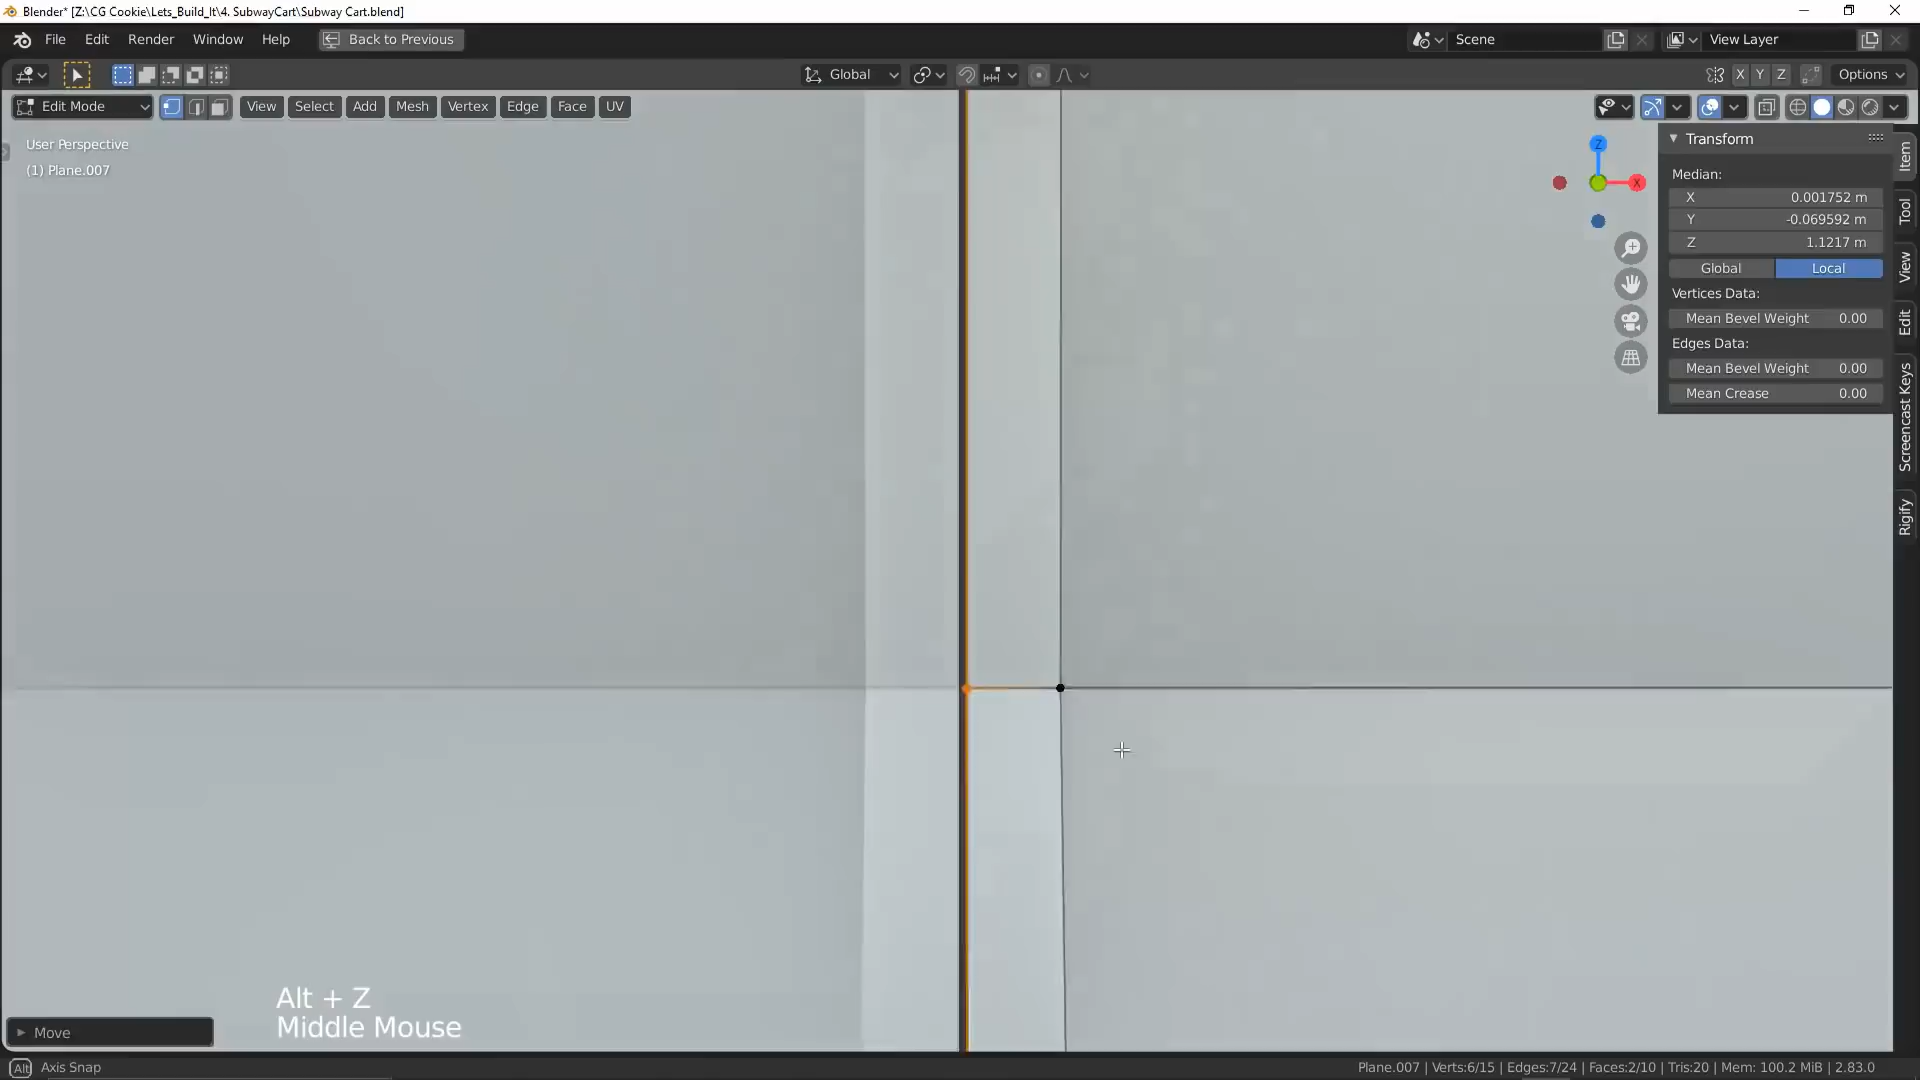 Blender* [Z:\CG Cookie\Lets_Build_It\4. SubwayCart\Subway Cart.blend]
File Edit Render Window Help Back to Previous Scene View Layer
Global X Y Z Options
Edit Mode View Select Add Mesh Vertex Edge Face UV
User Perspective
(1) Plane.007
Z
X
Transform
Median:
X 0.001752 m
Y -0.069592 m
Z 1.1217 m
Global Local
Vertices Data:
Mean Bevel Weight 0.00
Edges Data:
Mean Bevel Weight 0.00
Mean Crease 0.00
Item
Tool
View
Edit
Screencast Keys
Rigify
Alt + Z
Middle Mouse
Move
Alt Axis Snap
Plane.007 | Verts:6/15 | Edges:7/24 | Faces:2/10 | Tris:20 | Mem: 100.2 MiB | 2.83.0